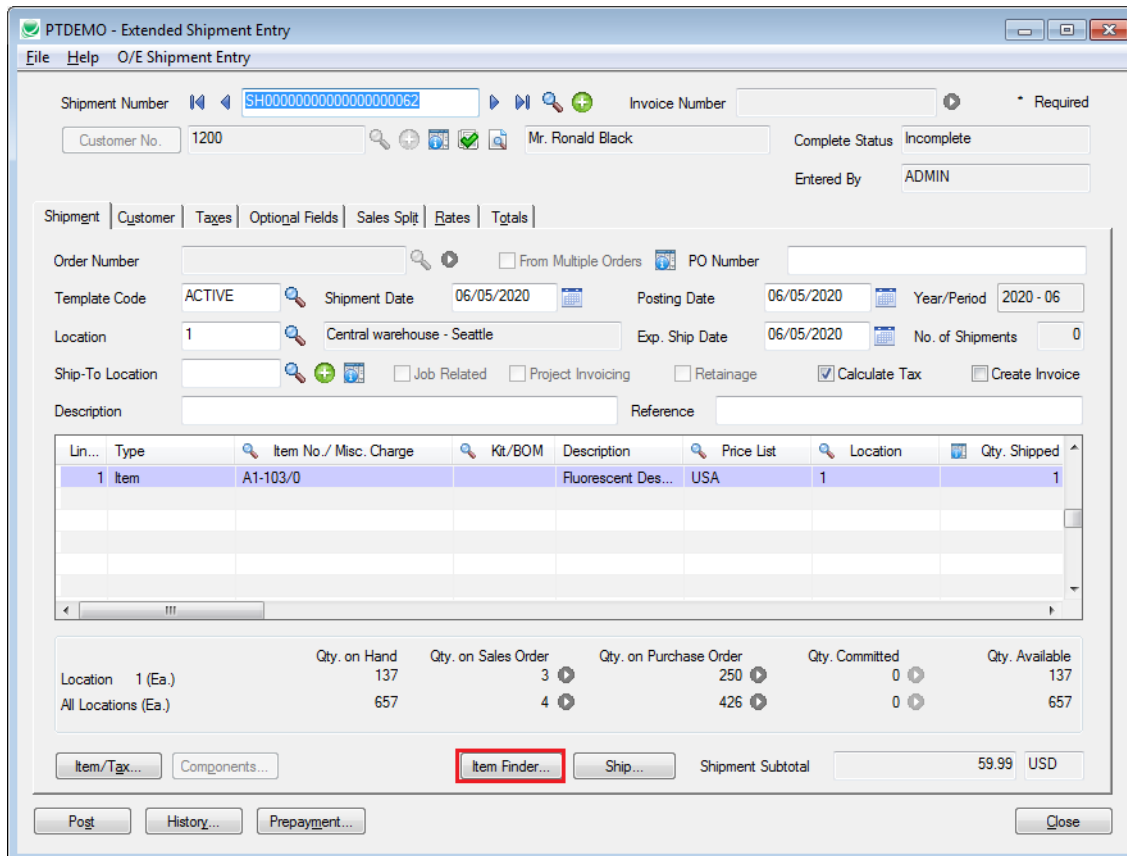 PTDEMO - Extended Shipment Entry
File Help O/E Shipment Entry
Shipment Number SH00000000000000000062 Invoice Number * Required
Customer No. 1200 Mr. Ronald Black Complete Status Incomplete
Entered By ADMIN
Shipment Customer Taxes Optional Fields Sales Split Rates Totals
Order Number From Multiple Orders PO Number
Template Code ACTIVE Shipment Date 06/05/2020 Posting Date 06/05/2020 Year/Period 2020 - 06
Location 1 Central warehouse - Seattle Exp. Ship Date 06/05/2020 No. of Shipments 0
Ship-To Location Job Related Project Invoicing Retainage Calculate Tax Create Invoice
Description Reference
Lin... Type Item No./ Misc. Charge Kit/BOM Description Price List Location Qty. Shipped
1 Item A1-103/0 Fluorescent Des... USA 1 1
Qty. on Hand Qty. on Sales Order Qty. on Purchase Order Qty. Committed Qty. Available
Location 1 (Ea.) 137 3 250 0 137
All Locations (Ea.) 657 4 426 0 657
Item/Tax... Components... Item Finder... Ship... Shipment Subtotal 59.99 USD
Post History... Prepayment... Close